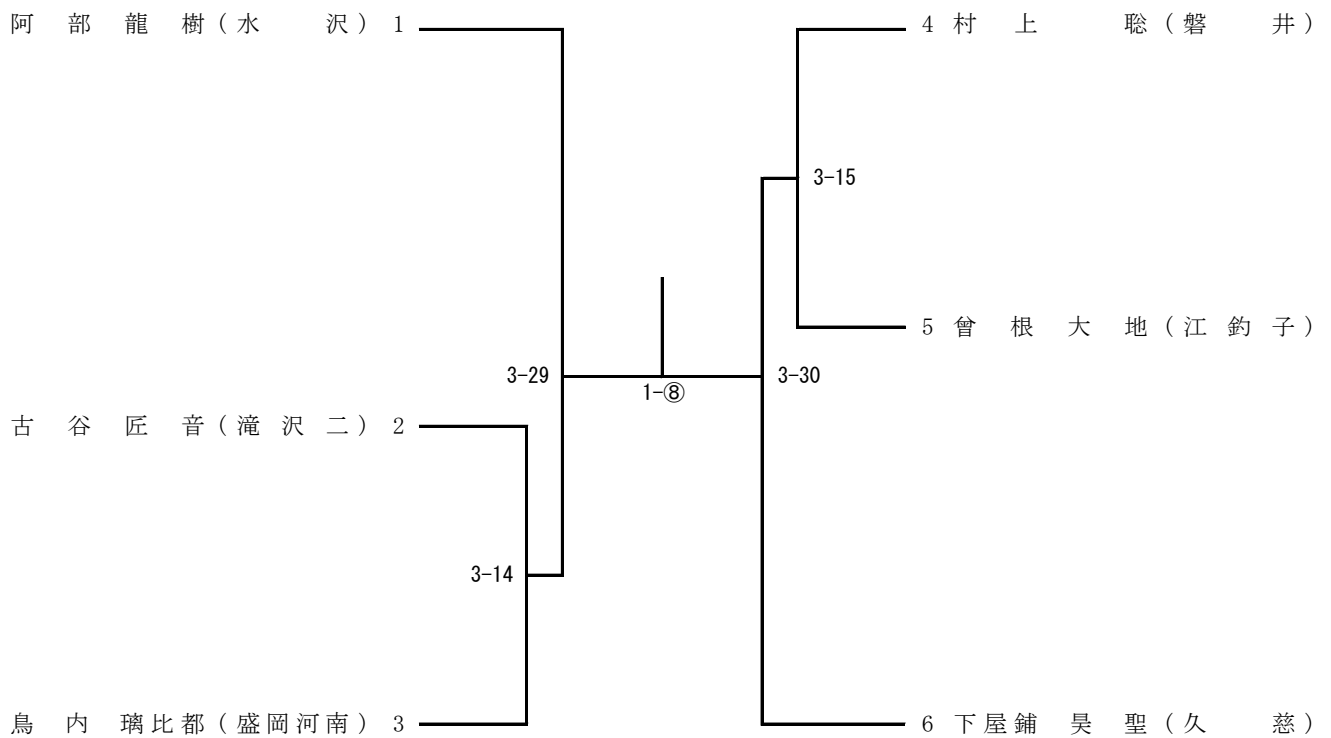 阿部龍樹(水沢) 1
4 村上聡(磐井)
3-15
5 曾根大地(江釣子)
3-29
3-30
1-⑧
古谷匠音(滝沢二) 2
3-14
鳥内璃比都(盛岡河南) 3
6 下屋鋪昊聖(久慈)